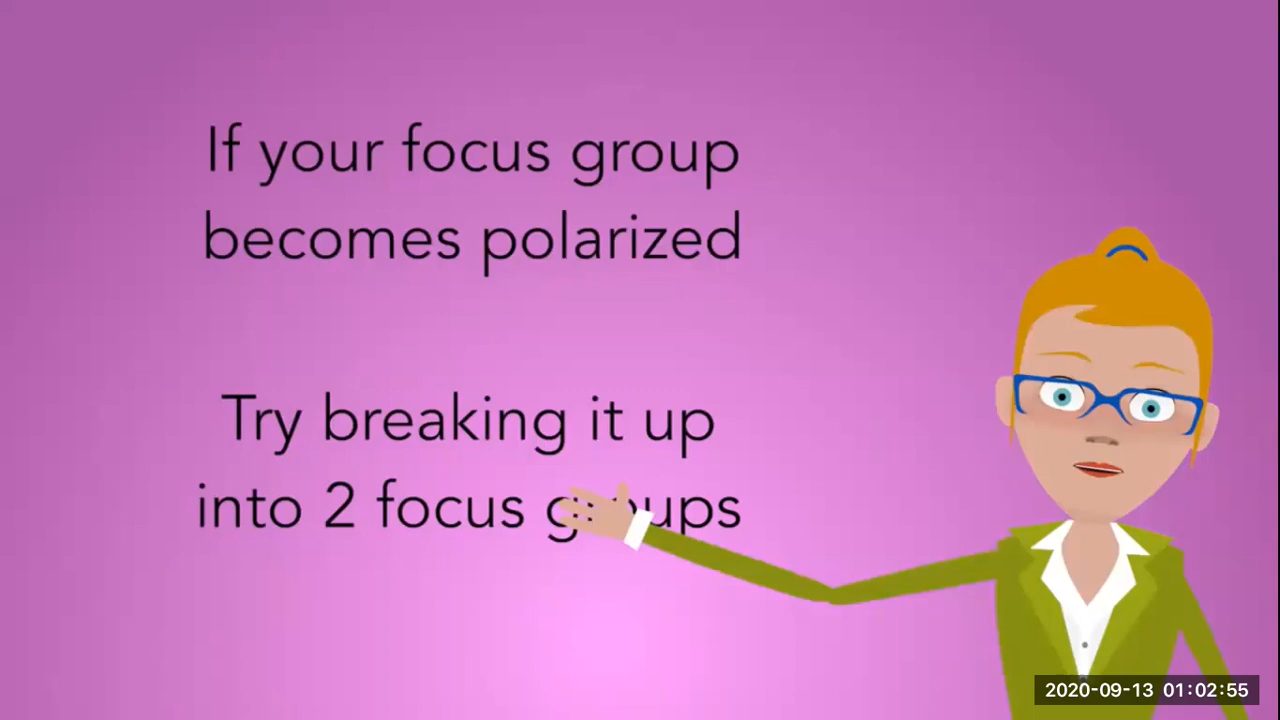 If your focus group
becomes polarized
Try breaking it up
into 2 focus groups
2020-09-13 01:02:55